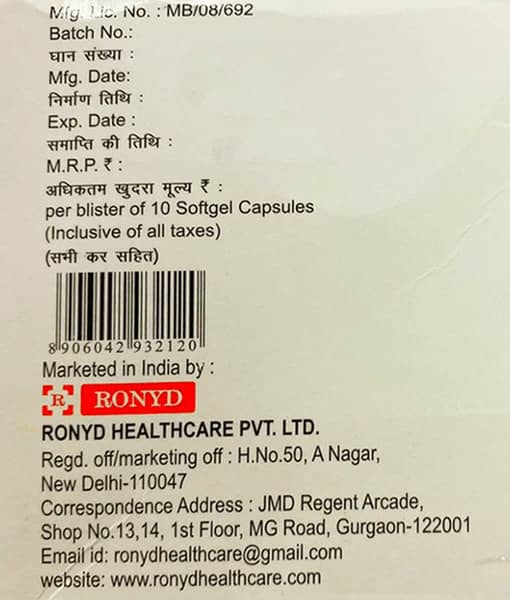 Mfg. Lic. No. : MB/08/692
Batch No.:
घान संख्या :
Mfg. Date:
निर्माण तिथि :
Exp. Date :
समाप्ति की तिथि :
M.R.P. ₹ :
अधिकतम खुदरा मूल्य ₹ :
per blister of 10 Softgel Capsules
(Inclusive of all taxes)
(सभी कर सहित)
8 906042 932120
Marketed in India by :
R RONYD
RONYD HEALTHCARE PVT. LTD.
Regd. off/marketing off : H.No.50, A Nagar,
New Delhi-110047
Correspondence Address : JMD Regent Arcade,
Shop No.13,14, 1st Floor, MG Road, Gurgaon-122001
Email id: ronydhealthcare@gmail.com
website: www.ronydhealthcare.com